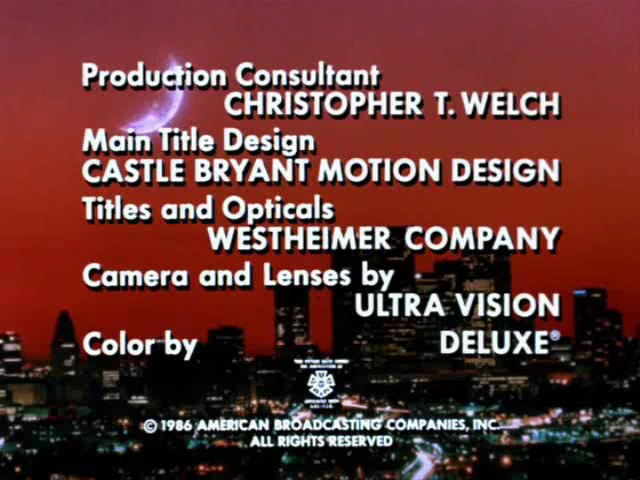 Production Consultant
CHRISTOPHER T. WELCH
Main Title Design
CASTLE BRYANT MOTION DESIGN
Titles and Opticals
WESTHEIMER COMPANY
Camera and Lenses by
ULTRA VISION
Color by DELUXE®
© 1986 AMERICAN BROADCASTING COMPANIES, INC.
ALL RIGHTS RESERVED